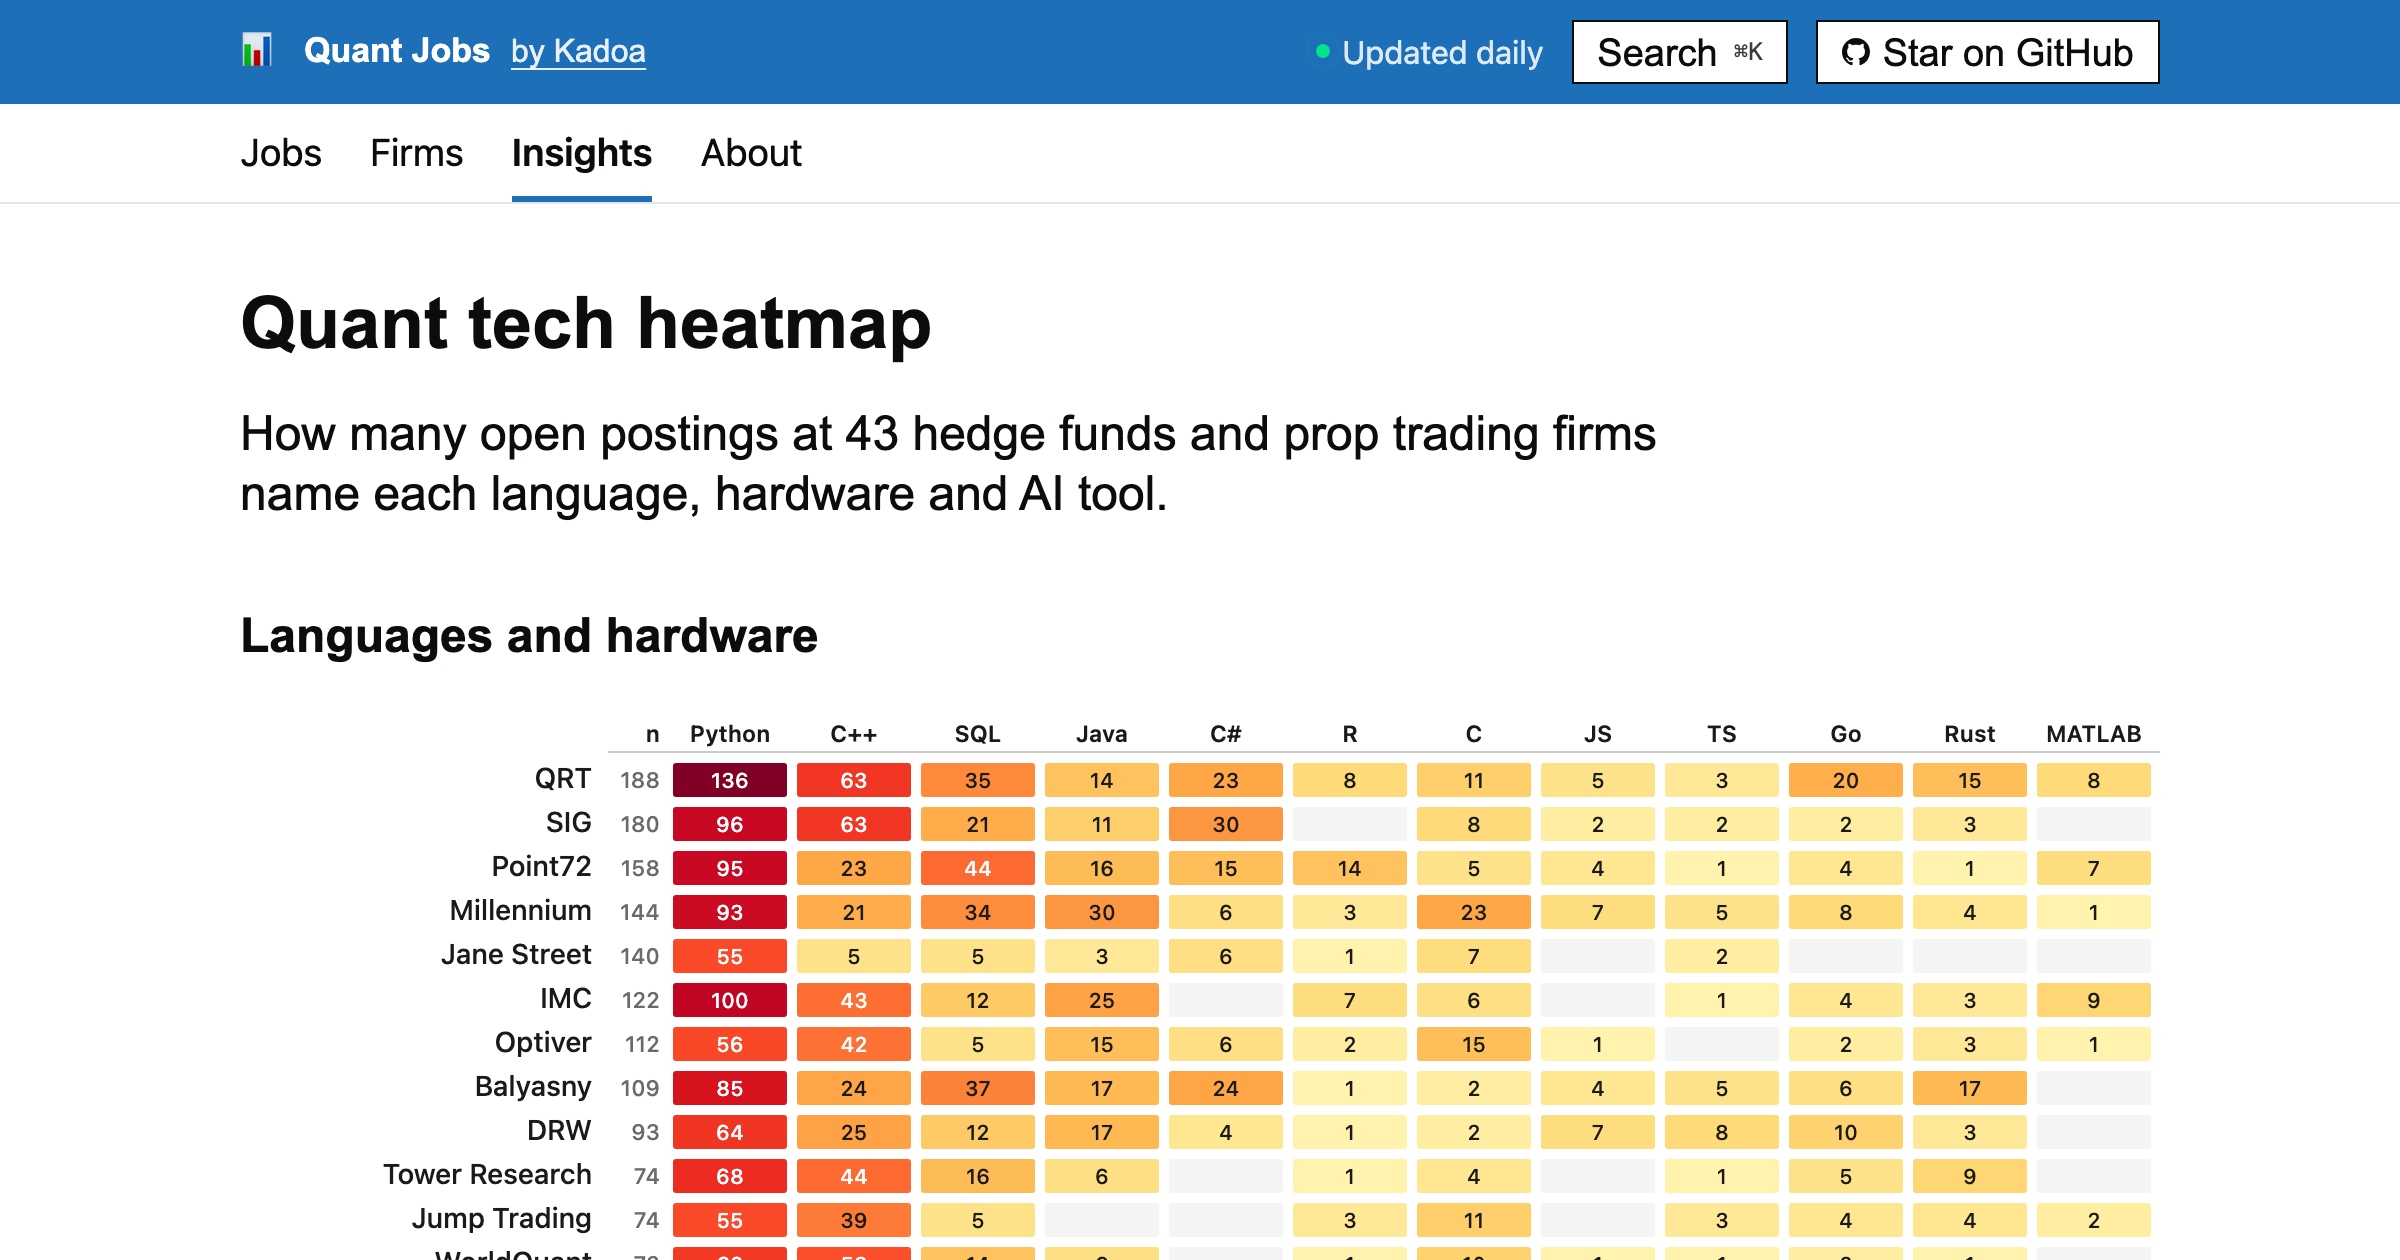 Quant Jobs by Kadoa
Updated daily
Search ⌘K
Star on GitHub
Jobs Firms Insights About
Quant tech heatmap
How many open postings at 43 hedge funds and prop trading firms
name each language, hardware and AI tool.
Languages and hardware
n Python C++ SQL Java C# R C JS TS Go Rust MATLAB
QRT 188 136 63 35 14 23 8 11 5 3 20 15 8
SIG 180 96 63 21 11 30 8 2 2 2 3
Point72 158 95 23 44 16 15 14 5 4 1 4 1 7
Millennium 144 93 21 34 30 6 3 23 7 5 8 4 1
Jane Street 140 55 5 5 3 6 1 7 2
IMC 122 100 43 12 25 7 6 1 4 3 9
Optiver 112 56 42 5 15 6 2 15 1 2 3 1
Balyasny 109 85 24 37 17 24 1 2 4 5 6 17
DRW 93 64 25 12 17 4 1 2 7 8 10 3
Tower Research 74 68 44 16 6 1 4 1 5 9
Jump Trading 74 55 39 5 3 11 3 4 4 2
WorldQuant